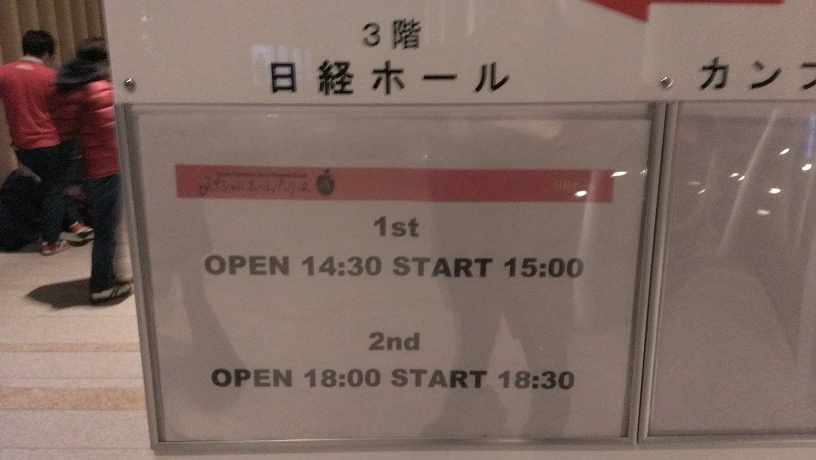 3階
日経ホール
カンフ
1st
OPEN 14:30 START 15:00
2nd
OPEN 18:00 START 18:30